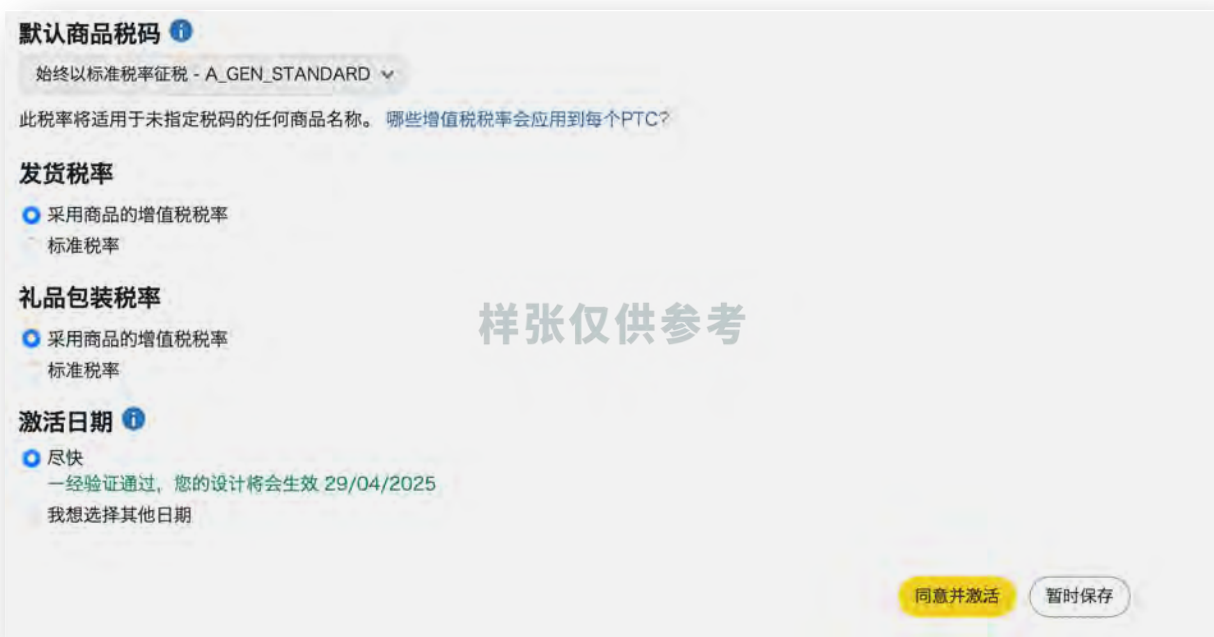 默认商品税码
始终以标准税率征税 - A_GEN_STANDARD
此税率将适用于未指定税码的任何商品名称。 哪些增值税税率会应用到每个PTC?
发货税率
采用商品的增值税税率
标准税率
礼品包装税率
采用商品的增值税税率
标准税率
样张仅供参考
激活日期
尽快
一经验证通过，您的设计将会生效 29/04/2025
我想选择其他日期
同意并激活 暂时保存